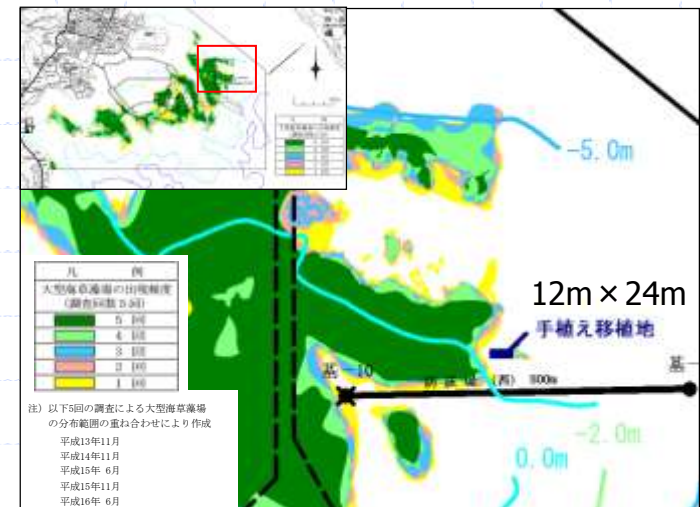 凡 例
大型海草藻場の出現頻度
(調査回数5回)
5 回
4 回
3 回
2 回
1 回
注) 以下5回の調査による大型海草藻場
の分布範囲の重ね合わせにより作成
平成13年11月
平成14年11月
平成15年 6月
平成15年11月
平成16年 6月
-5.0m
12m×24m
手植え移植地
基-10
(西) 800m
基-
-2.0m
0.0m